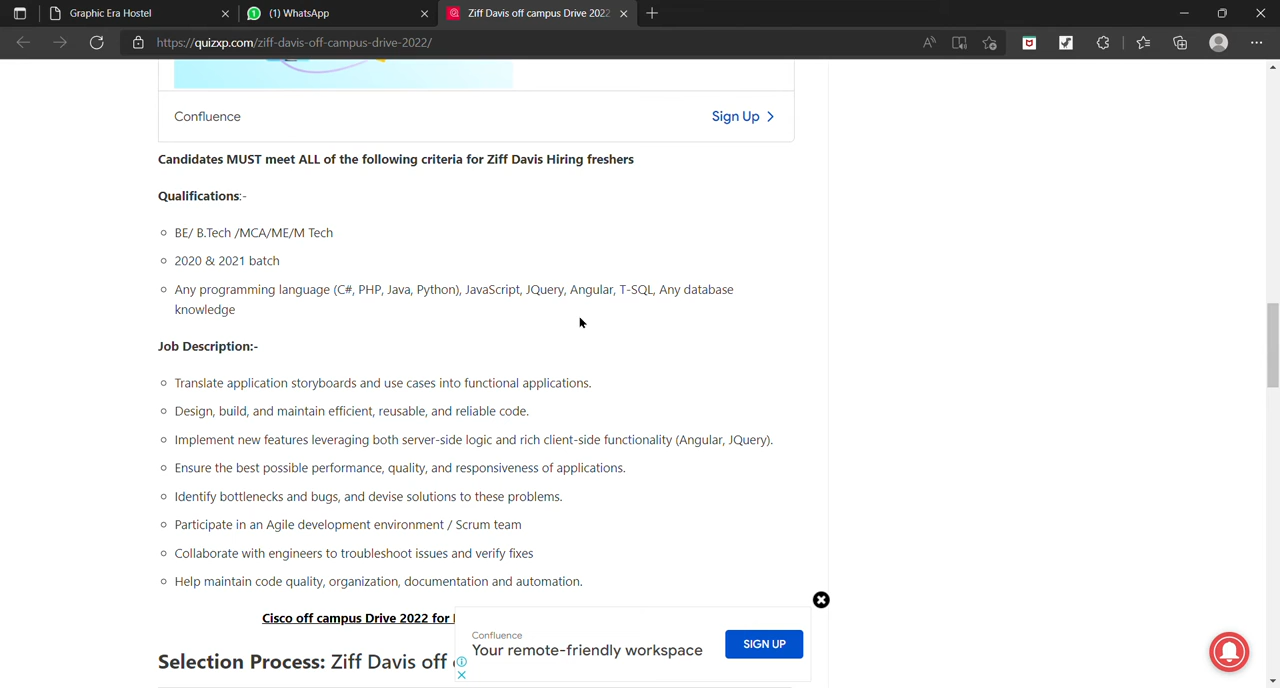 Graphic Era Hostel
(1) WhatsApp
Ziff Davis off campus Drive 2022
https://quizxp.com/ziff-davis-off-campus-drive-2022/
Confluence
Sign Up >
Candidates MUST meet ALL of the following criteria for Ziff Davis Hiring freshers
Qualifications:-
BE/ B.Tech /MCA/ME/M Tech
2020 & 2021 batch
Any programming language (C#, PHP, Java, Python), JavaScript, JQuery, Angular, T-SQL, Any database
knowledge
Job Description:-
Translate application storyboards and use cases into functional applications.
Design, build, and maintain efficient, reusable, and reliable code.
Implement new features leveraging both server-side logic and rich client-side functionality (Angular, JQuery).
Ensure the best possible performance, quality, and responsiveness of applications.
Identify bottlenecks and bugs, and devise solutions to these problems.
Participate in an Agile development environment / Scrum team
Collaborate with engineers to troubleshoot issues and verify fixes
Help maintain code quality, organization, documentation and automation.
Cisco off campus Drive 2022 for
Confluence
Your remote-friendly workspace
SIGN UP
Selection Process: Ziff Davis off